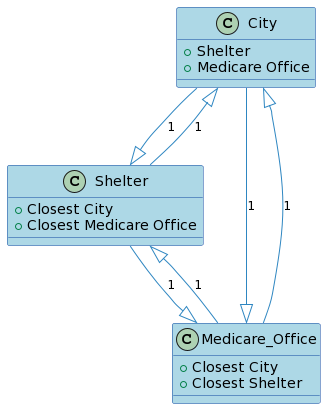 C City
Shelter
Medicare Office
1 1
C Shelter
Closest City
Closest Medicare Office
1 1
1 1
C Medicare_Office
Closest City
Closest Shelter